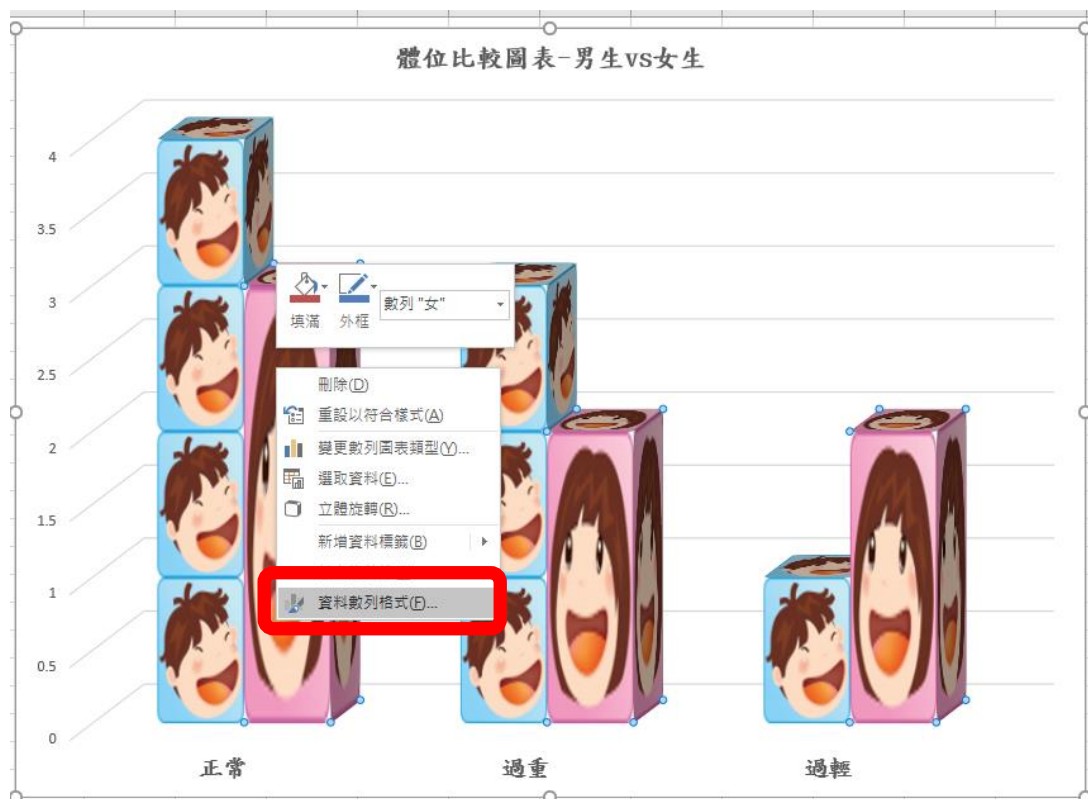 體位比較圖表-男生vs女生
4
3.5
3
2.5
2
1.5
1
0.5
0
填滿
外框
數列 "女"
刪除(D)
重設以符合樣式(A)
變更數列圖表類型(Y)...
選取資料(E)...
立體旋轉(R)...
新增資料標籤(B)
資料數列格式(F)...
正常
過重
過輕